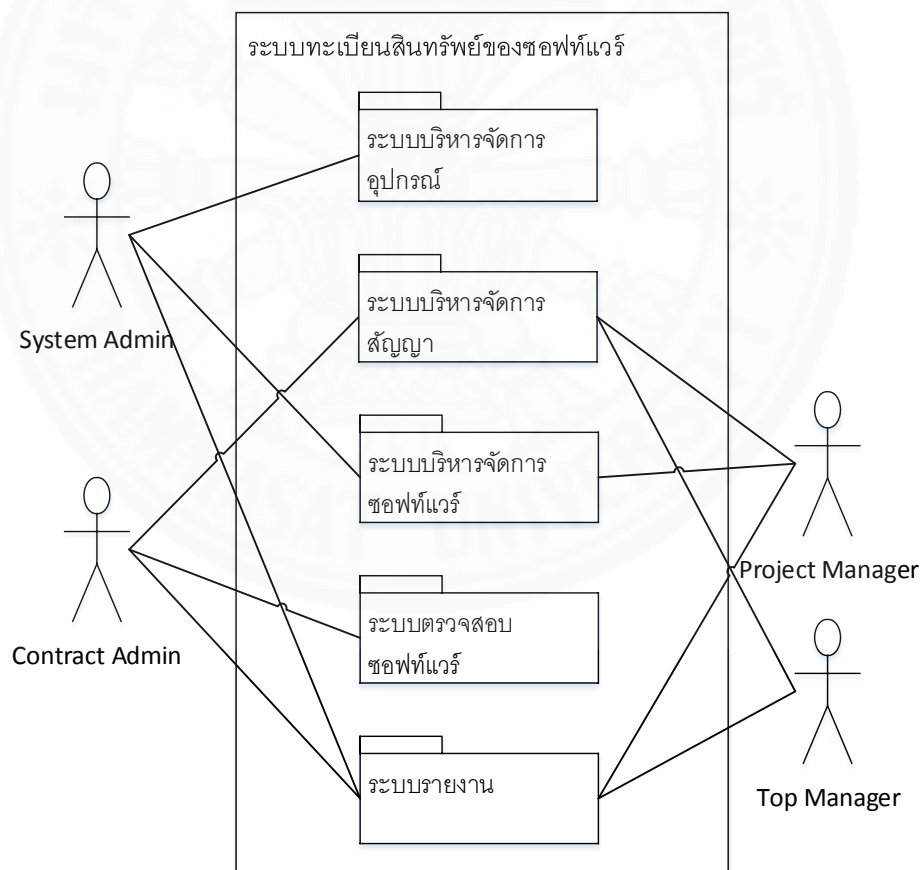 ระบบทะเบียนสินทรัพย์ของซอฟท์แวร์
ระบบบริหารจัดการ
อุปกรณ์
System Admin
ระบบบริหารจัดการ
สัญญา
ระบบบริหารจัดการ
ซอฟท์แวร์
Project Manager
Contract Admin
ระบบตรวจสอบ
ซอฟท์แวร์
ระบบรายงาน
Top Manager